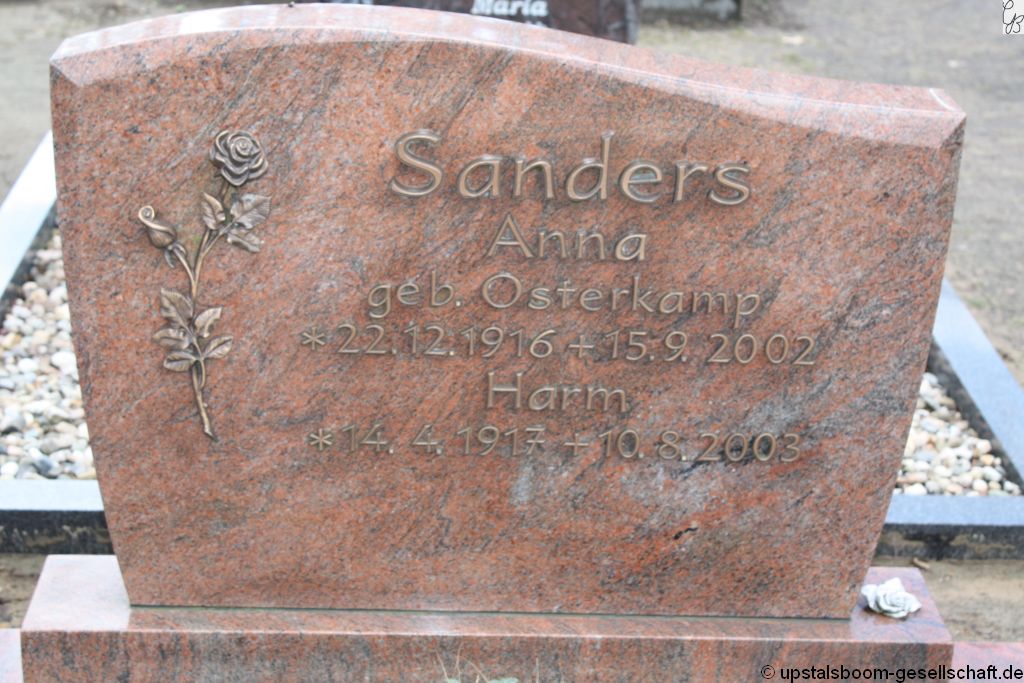 Maria
Sanders
Anna
geb. Osterkamp
*22.12.1916 +15.9.2002
Harm
*14.4.1917 +10.8.2003
© upstalsboom-gesellschaft.de